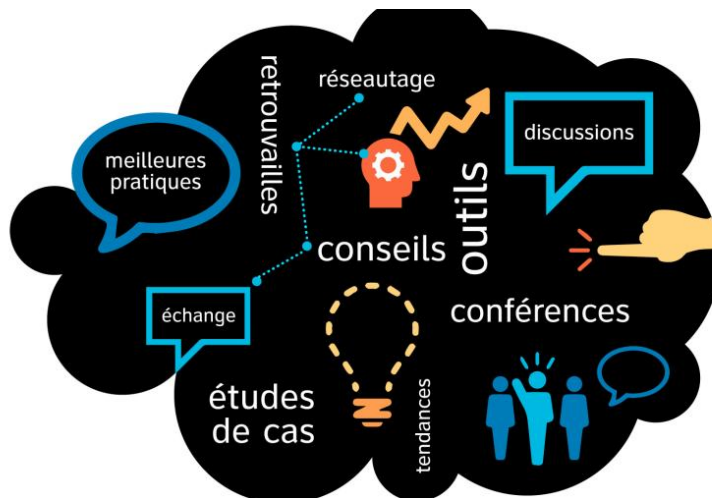 retrouvailles
réseautage
discussions
meilleures
pratiques
outils
conseils
échange
conférences
études
de cas
tendances